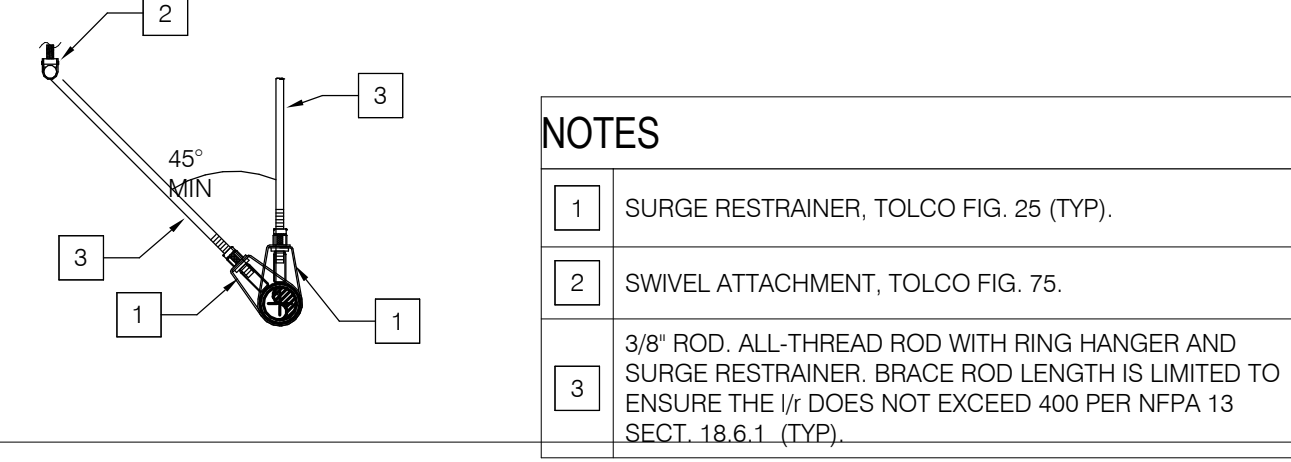 2
3
45°
MIN
3
1
1
NOTES
1 SURGE RESTRAINER, TOLCO FIG. 25 (TYP).
2 SWIVEL ATTACHMENT, TOLCO FIG. 75.
3/8" ROD. ALL-THREAD ROD WITH RING HANGER AND
SURGE RESTRAINER. BRACE ROD LENGTH IS LIMITED TO
3 ENSURE THE l/r DOES NOT EXCEED 400 PER NFPA 13
SECT. 18.6.1 (TYP).